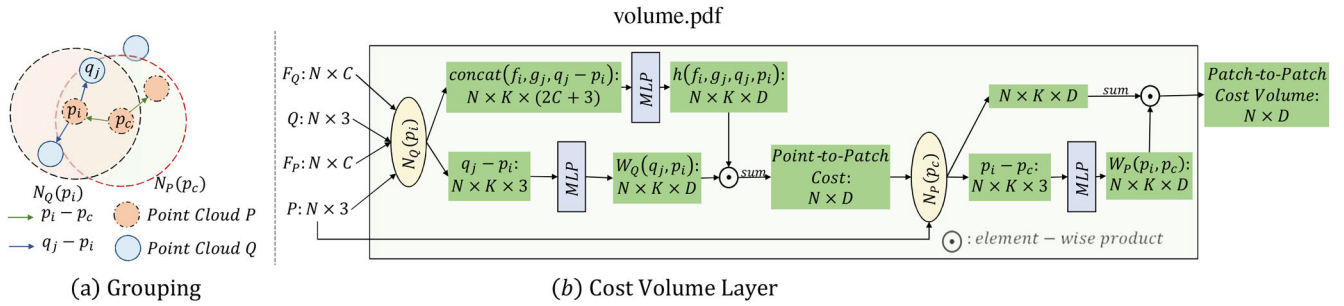 volume.pdf
q_j
p_i
p_c
N_Q(p_i)
N_P(p_c)
p_i − p_c
Point Cloud P
q_j − p_i
Point Cloud Q
(a) Grouping
F_Q: N × C
Q: N × 3
F_P: N × C
P: N × 3
N_Q(p_i)
concat(f_i, g_j, q_j − p_i):
N × K × (2C + 3)
MLP
h(f_i, g_j, q_j, p_i):
N × K × D
q_j − p_i:
N × K × 3
MLP
W_Q(q_j, p_i):
N × K × D
sum
Point-to-Patch
Cost:
N × D
N_P(p_c)
N × K × D
sum
p_i − p_c:
N × K × 3
MLP
W_P(p_i, p_c):
N × K × D
Patch-to-Patch
Cost Volume:
N × D
: element − wise product
(b) Cost Volume Layer